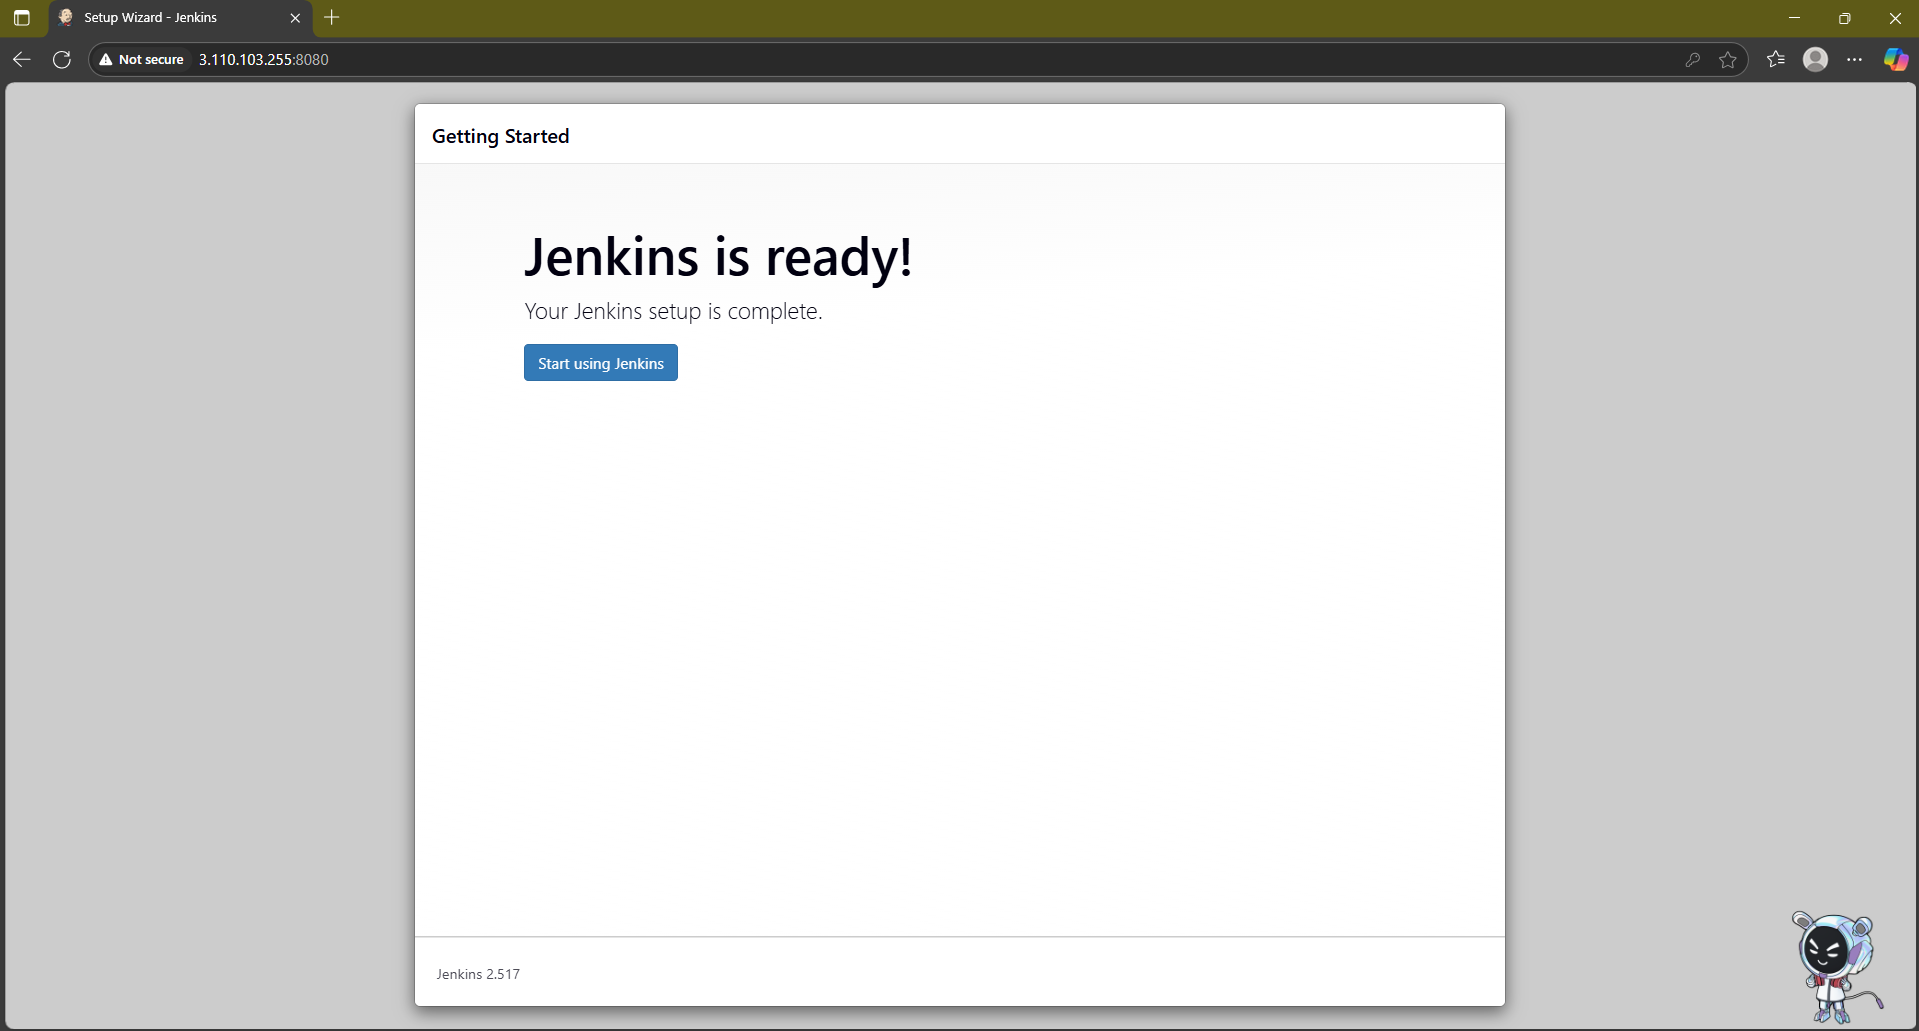 Setup Wizard - Jenkins
Not secure 3.110.103.255:8080
Getting Started
Jenkins is ready!
Your Jenkins setup is complete.
Start using Jenkins
Jenkins 2.517